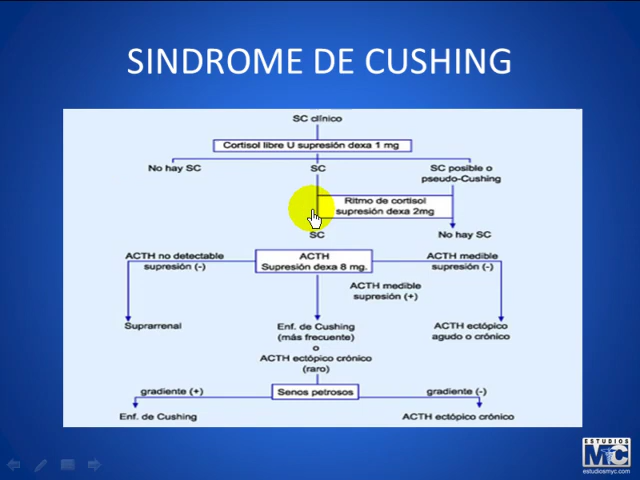 SINDROME DE CUSHING
SC clínico
Cortisol libre U supresión dexa 1 mg
No hay SC
SC
SC posible o
pseudo-Cushing
Ritmo de cortisol
supresión dexa 2mg
SC
No hay SC
ACTH no detectable
supresión (-)
ACTH
Supresión dexa 8 mg.
ACTH medible
supresión (-)
ACTH medible
supresión (+)
Suprarrenal
Enf. de Cushing
(más frecuente)
o
ACTH ectópico crónico
(raro)
ACTH ectópico
agudo o crónico
gradiente (+)
Senos petrosos
gradiente (-)
Enf. de Cushing
ACTH ectópico crónico
ESTUDIOS
MyC
estudiosmyc.com